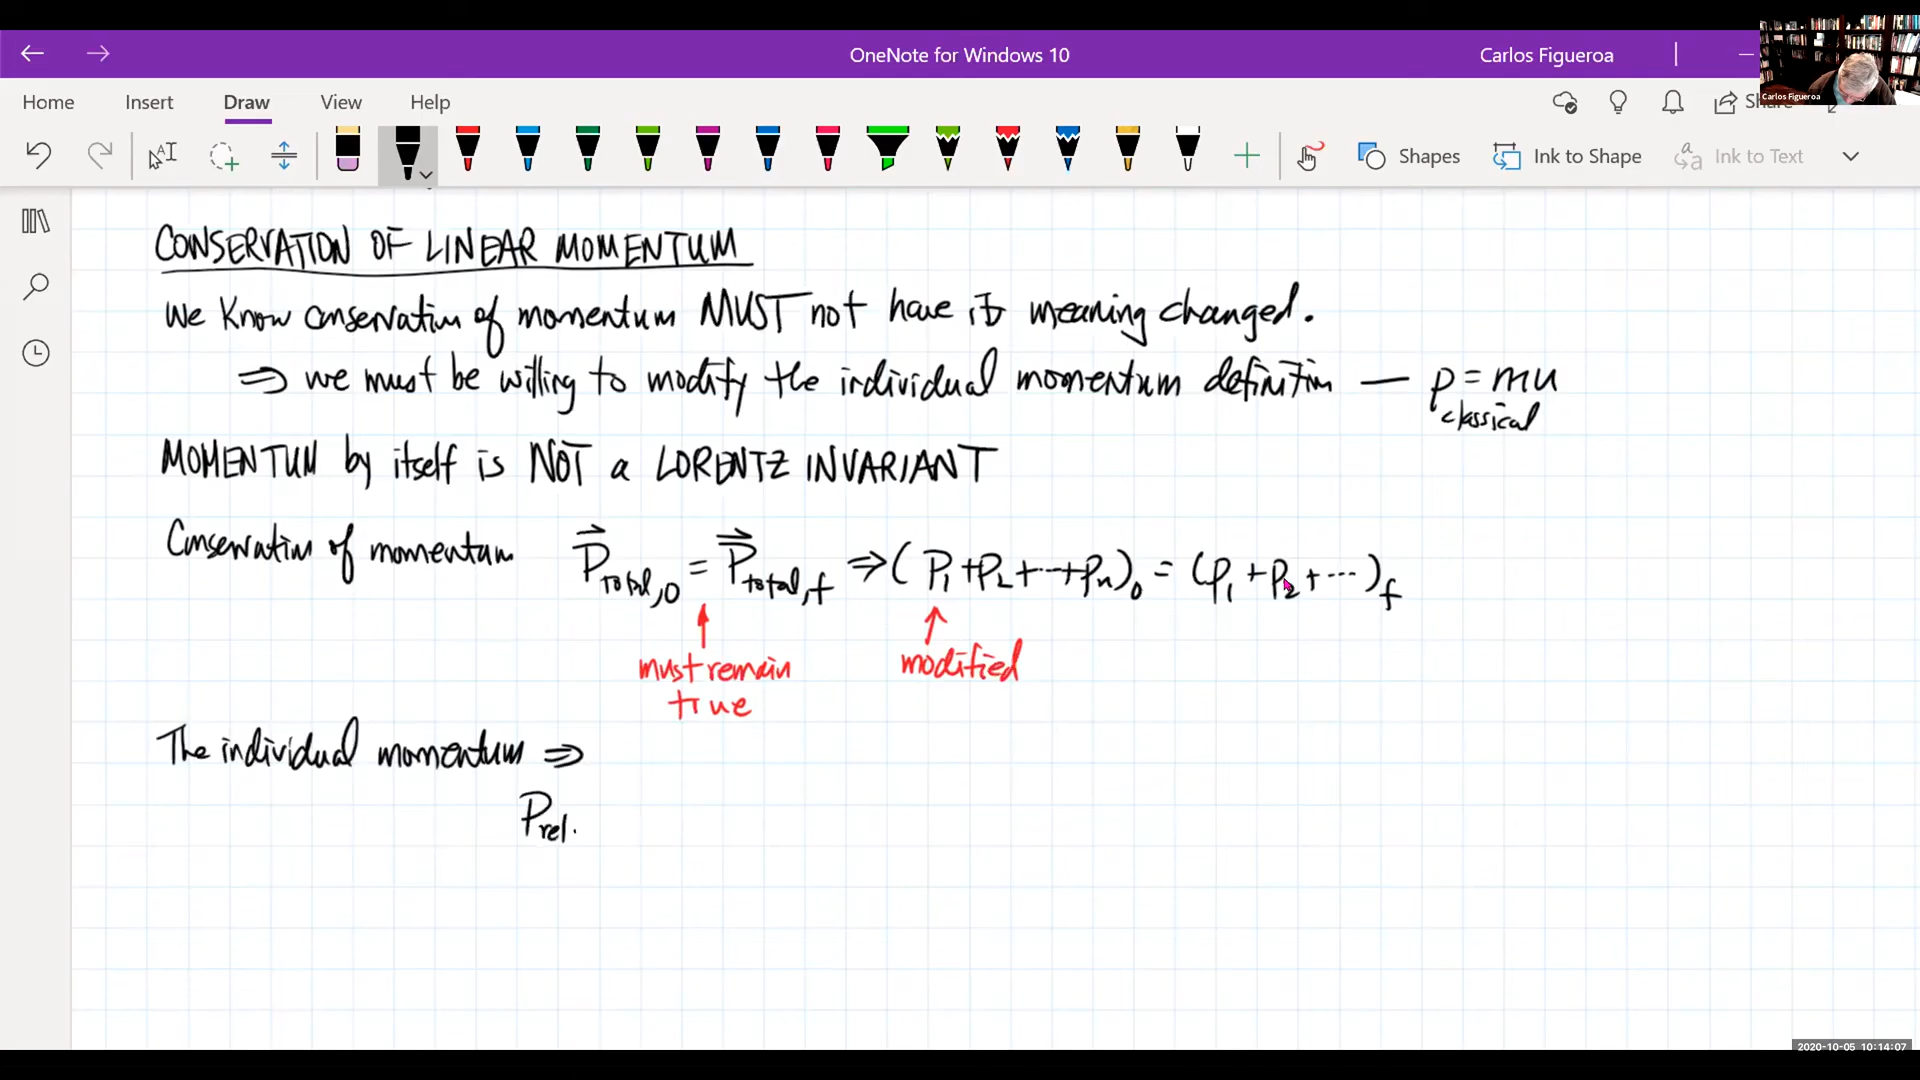 OneNote for Windows 10
Carlos Figueroa
Carlos Figueroa
Home Insert Draw View Help
Share
Shapes Ink to Shape Ink to Text
CONSERVATION OF LINEAR MOMENTUM
We know conservation of momentum MUST not have its meaning changed.
⇒ we must be willing to modify the individual momentum definition — p = mu
classical
MOMENTUM by itself is NOT a LORENTZ INVARIANT
Conservation of momentum P⃗total,0 = P⃗total,f ⇒ (P1+P2+⋯+Pn)0 = (P1+P2+⋯)f
must remain
true
modified
The individual momentum ⇒
Prel.
2020-10-05 10:14:07